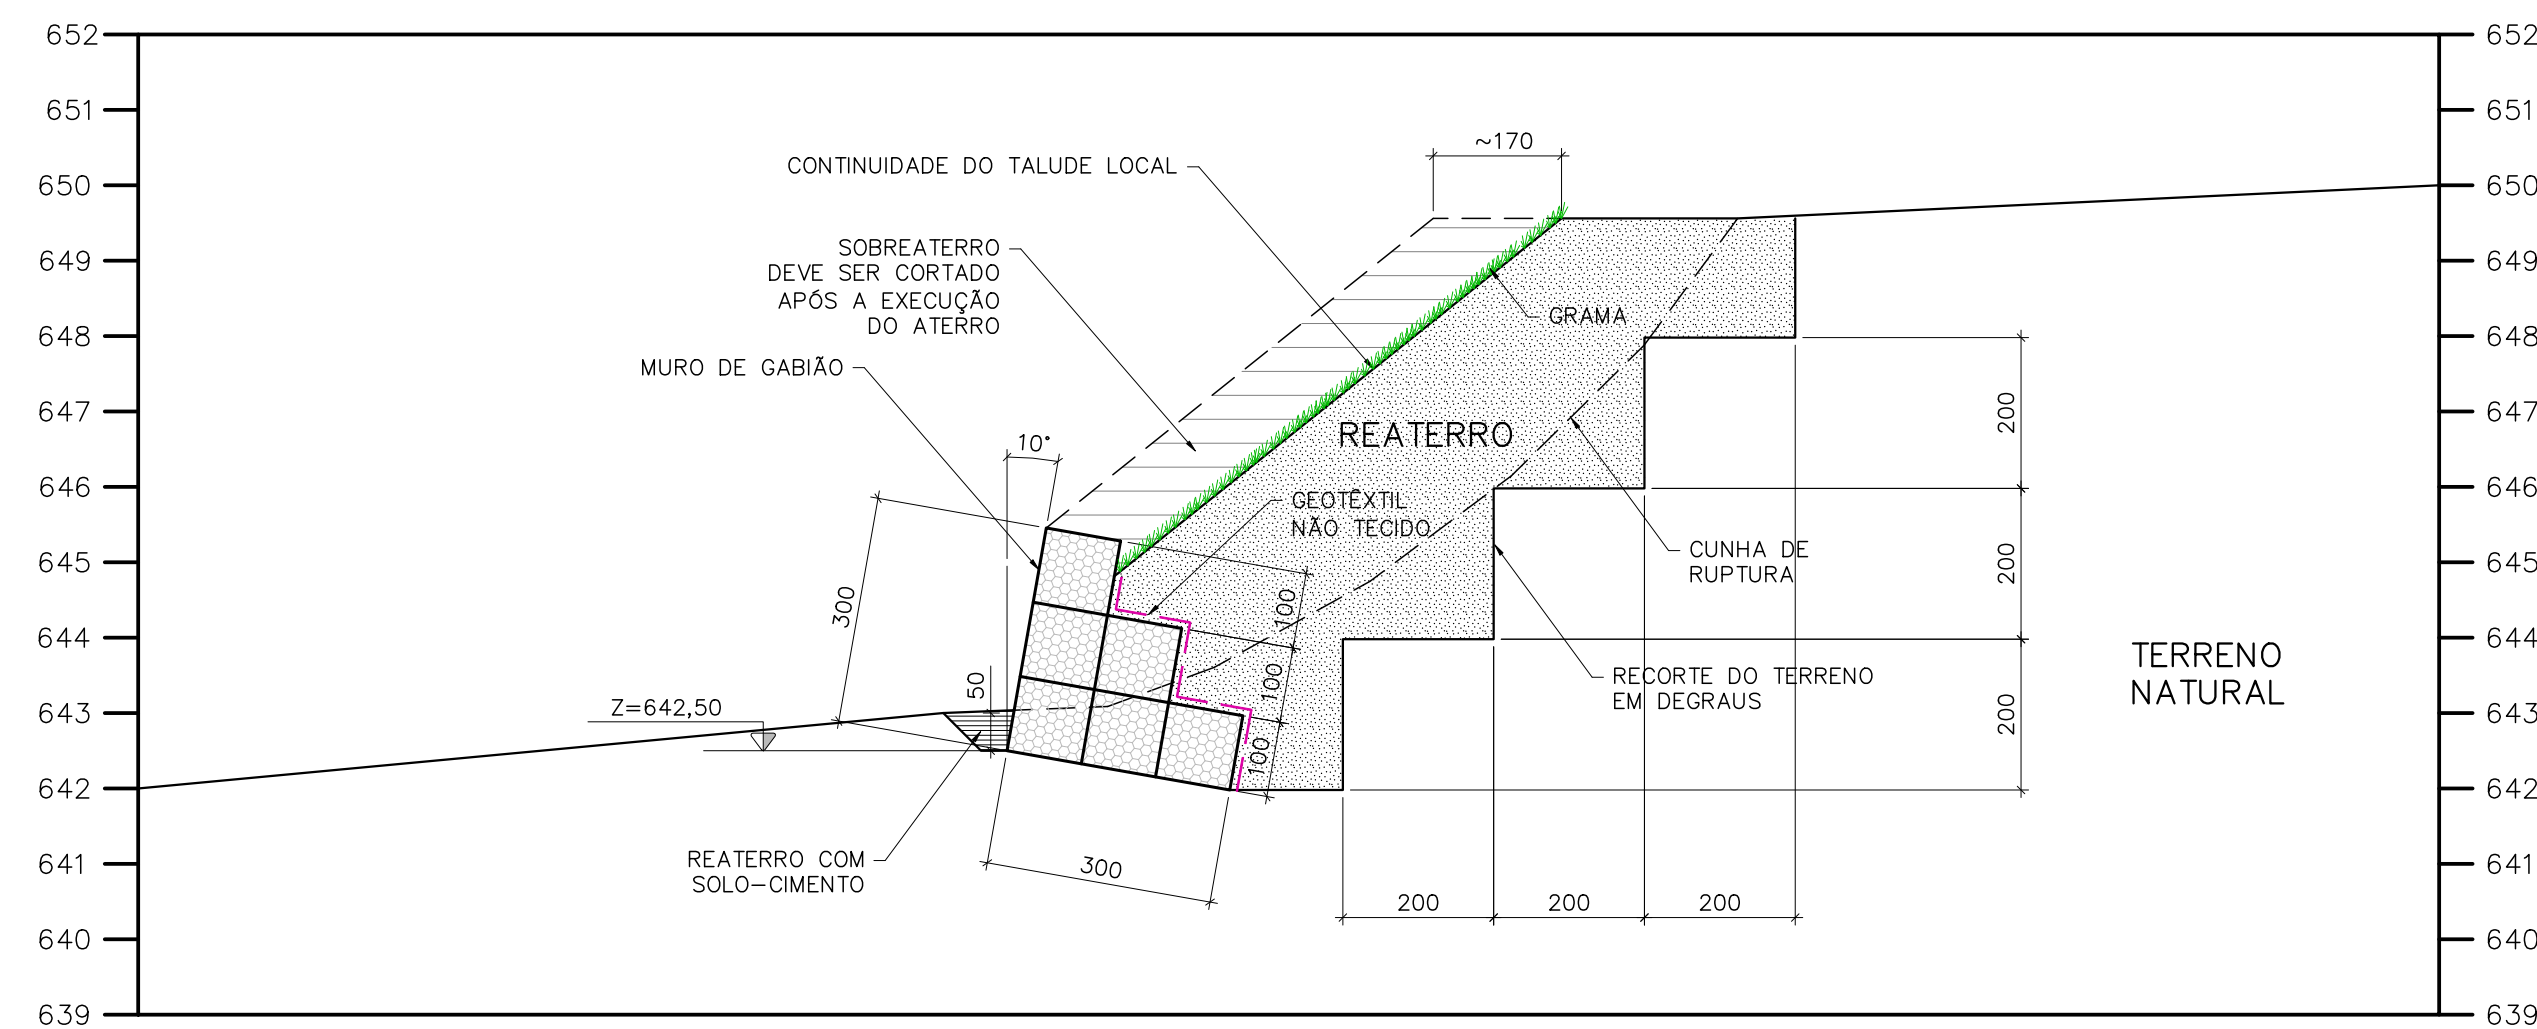 652
652
651
651
~170
CONTINUIDADE DO TALUDE LOCAL
650
650
SOBREATERRO
DEVE SER CORTADO
APÓS A EXECUÇÃO
DO ATERRO
649
649
GRAMA
648
648
MURO DE GABIÃO
647
647
200
REATERRO
10°
646
646
GEOTÊXTIL
NÃO TECIDO
CUNHA DE
RUPTURA
645
645
200
300
100
644
644
TERRENO
NATURAL
RECORTE DO TERRENO
EM DEGRAUS
50
100
Z=642,50
643
643
200
100
642
642
REATERRO COM
SOLO-CIMENTO
300
641
641
200
200
200
640
640
639
639